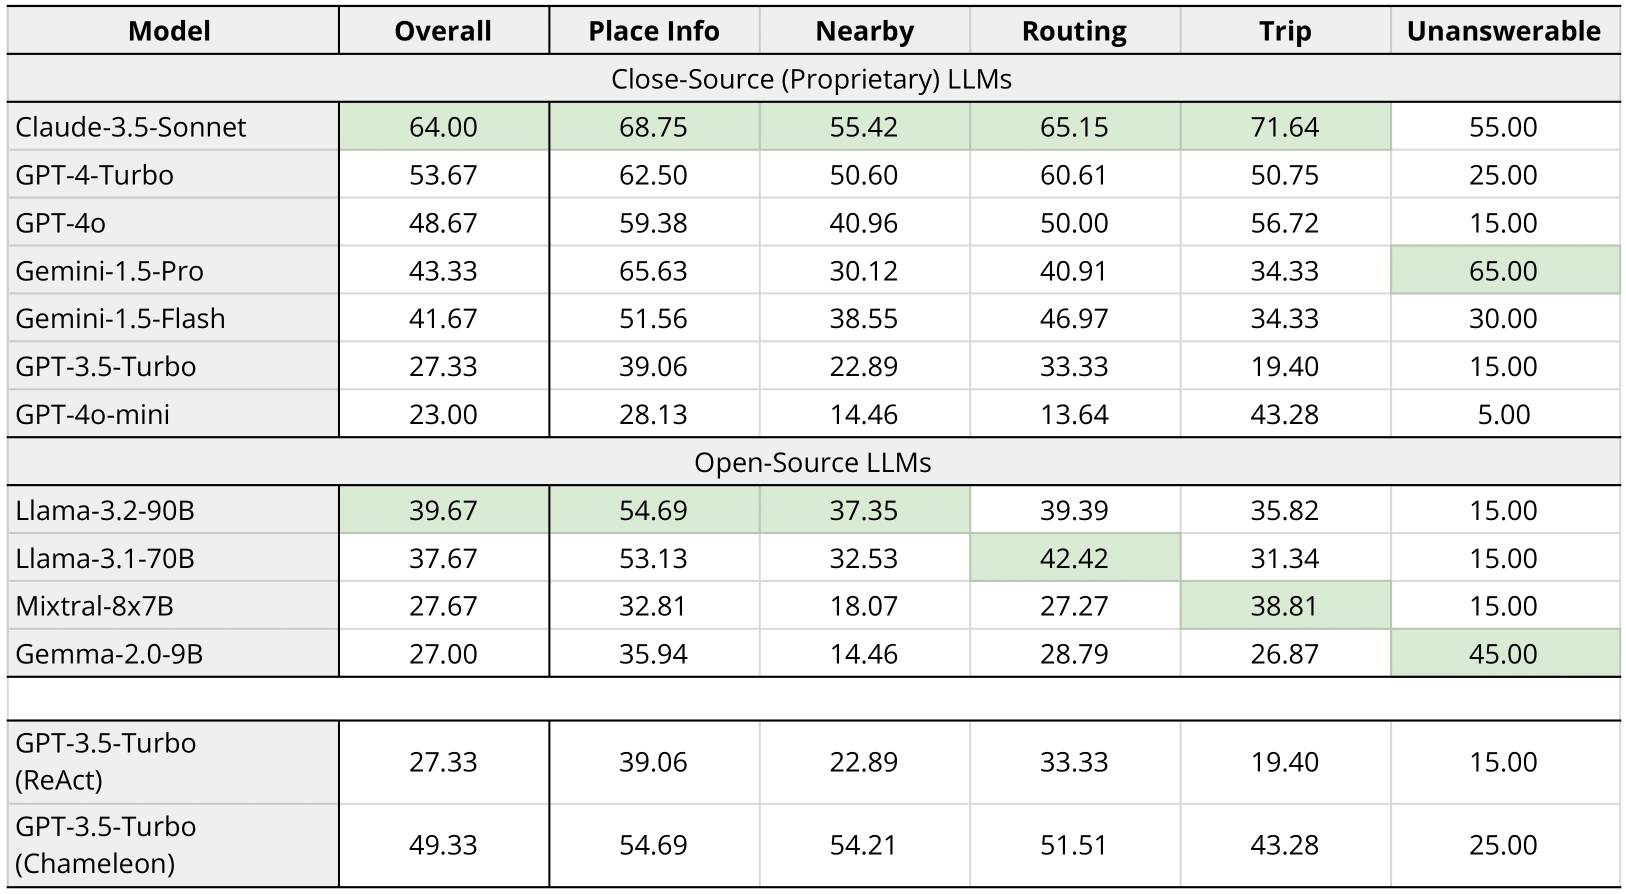 Model Overall Place Info Nearby Routing Trip Unanswerable
Close-Source (Proprietary) LLMs
Claude-3.5-Sonnet 64.00 68.75 55.42 65.15 71.64 55.00
GPT-4-Turbo 53.67 62.50 50.60 60.61 50.75 25.00
GPT-4o 48.67 59.38 40.96 50.00 56.72 15.00
Gemini-1.5-Pro 43.33 65.63 30.12 40.91 34.33 65.00
Gemini-1.5-Flash 41.67 51.56 38.55 46.97 34.33 30.00
GPT-3.5-Turbo 27.33 39.06 22.89 33.33 19.40 15.00
GPT-4o-mini 23.00 28.13 14.46 13.64 43.28 5.00
Open-Source LLMs
Llama-3.2-90B 39.67 54.69 37.35 39.39 35.82 15.00
Llama-3.1-70B 37.67 53.13 32.53 42.42 31.34 15.00
Mixtral-8x7B 27.67 32.81 18.07 27.27 38.81 15.00
Gemma-2.0-9B 27.00 35.94 14.46 28.79 26.87 45.00
GPT-3.5-Turbo
(ReAct) 27.33 39.06 22.89 33.33 19.40 15.00
GPT-3.5-Turbo
(Chameleon) 49.33 54.69 54.21 51.51 43.28 25.00